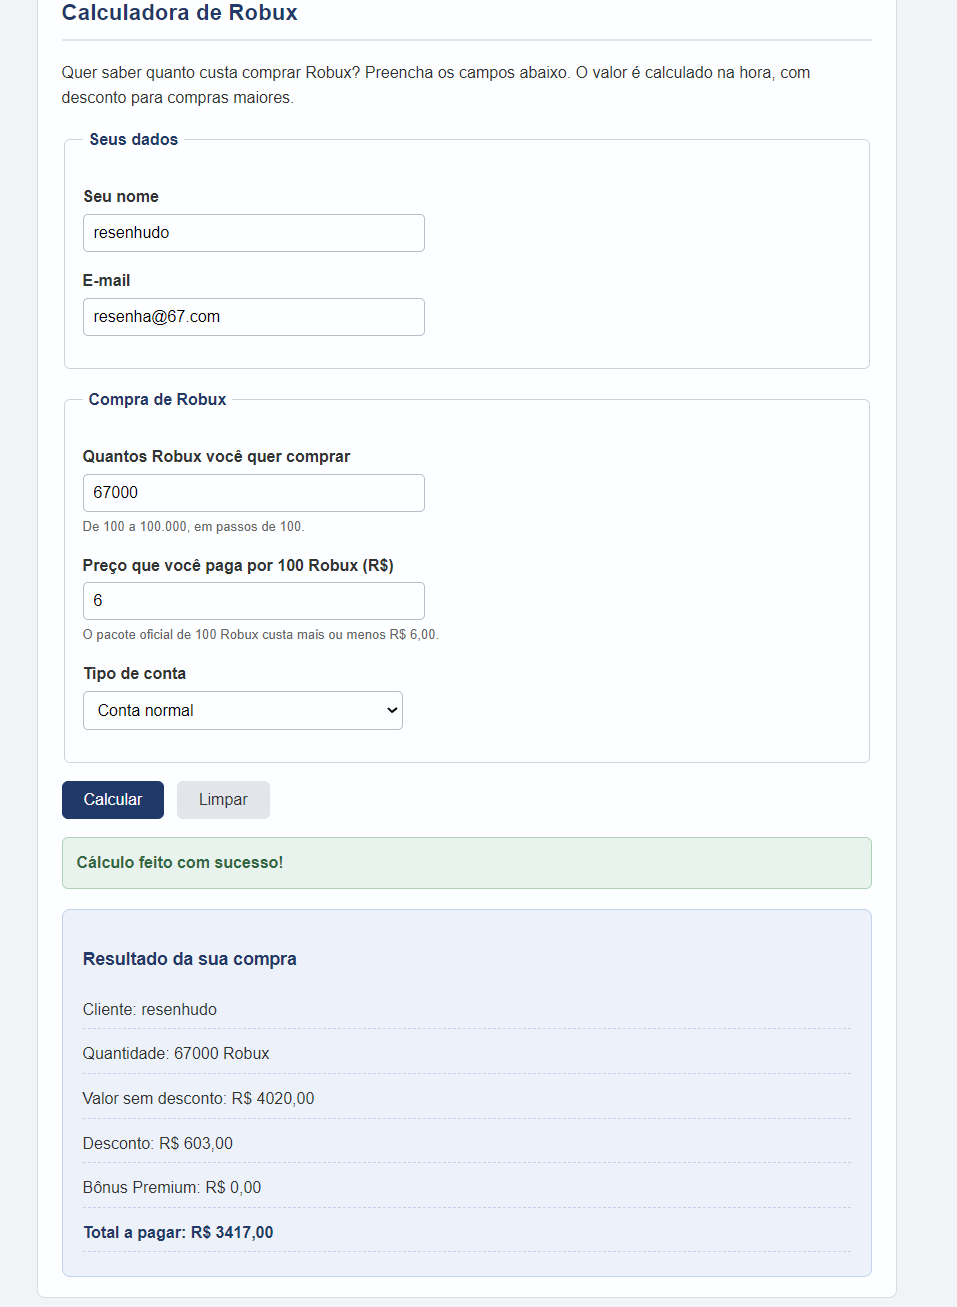 Calculadora de Robux
Quer saber quanto custa comprar Robux? Preencha os campos abaixo. O valor é calculado na hora, com
desconto para compras maiores.
Seus dados
Seu nome
resenhudo
E-mail
resenha@67.com
Compra de Robux
Quantos Robux você quer comprar
67000
De 100 a 100.000, em passos de 100.
Preço que você paga por 100 Robux (R$)
6
O pacote oficial de 100 Robux custa mais ou menos R$ 6,00.
Tipo de conta
Conta normal
Calcular Limpar
Cálculo feito com sucesso!
Resultado da sua compra
Cliente: resenhudo
Quantidade: 67000 Robux
Valor sem desconto: R$ 4020,00
Desconto: R$ 603,00
Bônus Premium: R$ 0,00
Total a pagar: R$ 3417,00